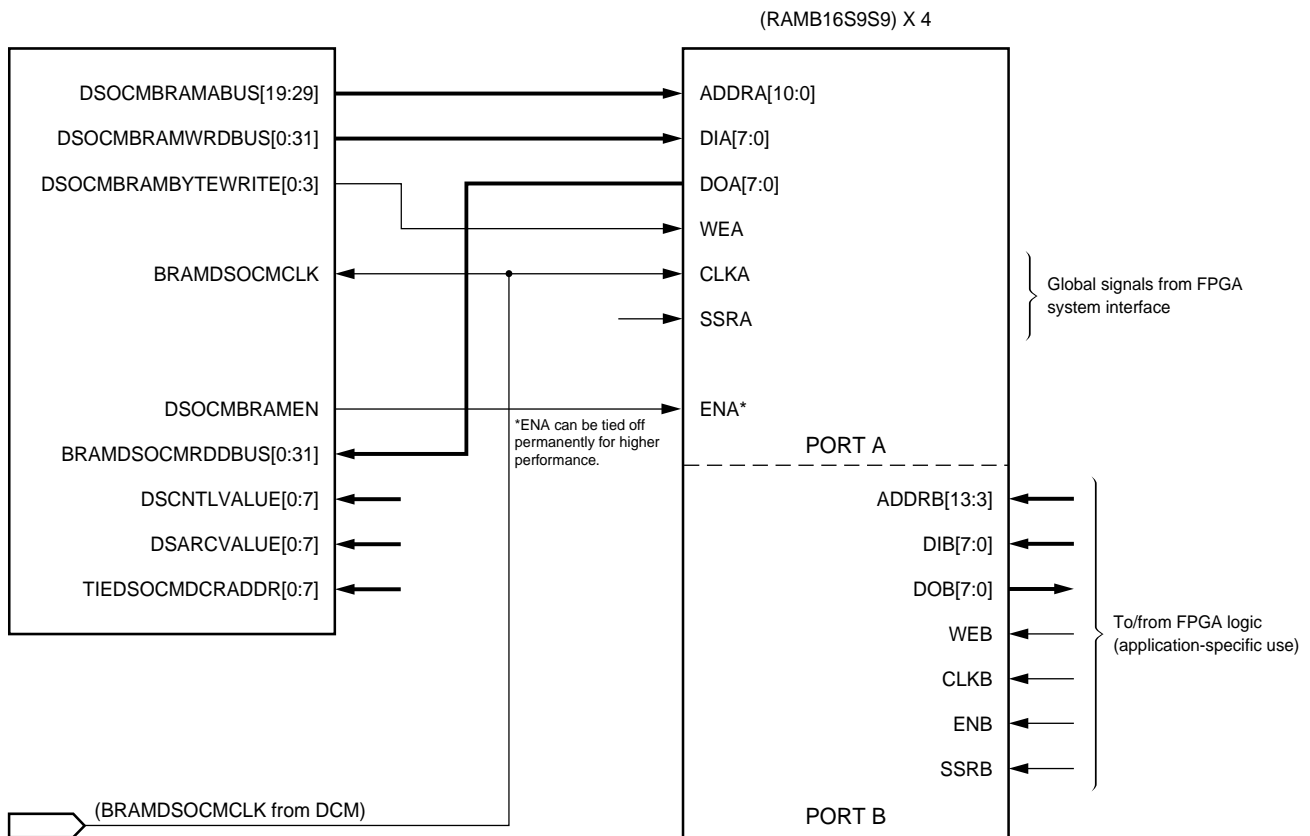 (RAMB16S9S9) X 4
DSOCMBRAMABUS[19:29]
DSOCMBRAMWRDBUS[0:31]
DSOCMBRAMBYTEWRITE[0:3]
BRAMDSOCMCLK
DSOCMBRAMEN
BRAMDSOCMRDDBUS[0:31]
DSCNTLVALUE[0:7]
DSARCVALUE[0:7]
TIEDSOCMDCRADDR[0:7]
ADDRA[10:0]
DIA[7:0]
DOA[7:0]
WEA
CLKA
SSRA
ENA*
*ENA can be tied off
permanently for higher
performance.
PORT A
Global signals from FPGA
system interface
ADDRB[13:3]
DIB[7:0]
DOB[7:0]
WEB
CLKB
ENB
SSRB
To/from FPGA logic
(application-specific use)
PORT B
(BRAMDSOCMCLK from DCM)